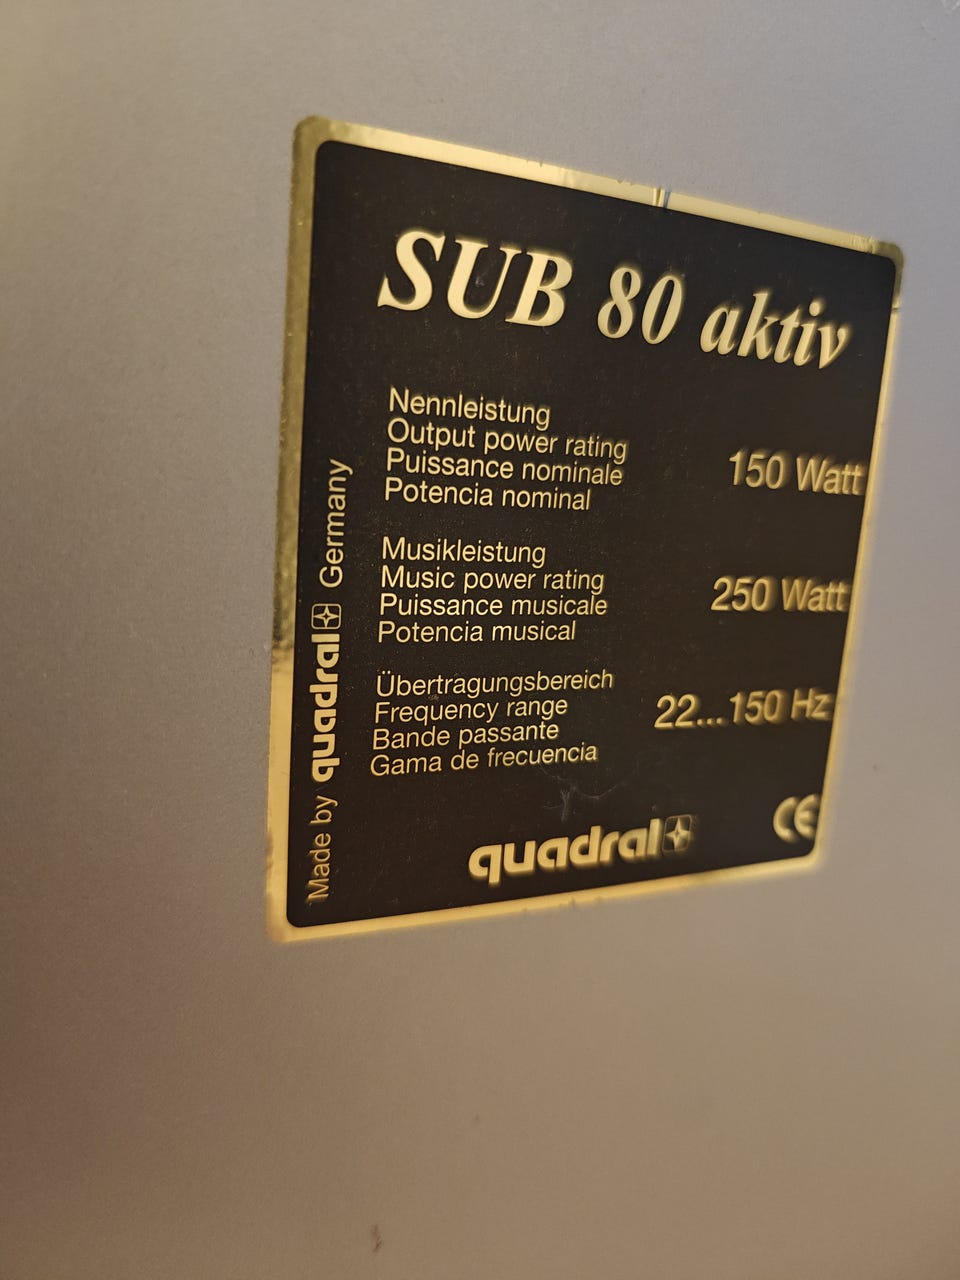 SUB 80 aktiv
Nennleistung
Output power rating
Puissance nominale
Potencia nominal
150 Watt
Musikleistung
Music power rating
Puissance musicale
Potencia musical
250 Watt
Übertragungsbereich
Frequency range
Bande passante
Gama de frecuencia
22...150 Hz
quadral
CE
Made by quadral Germany